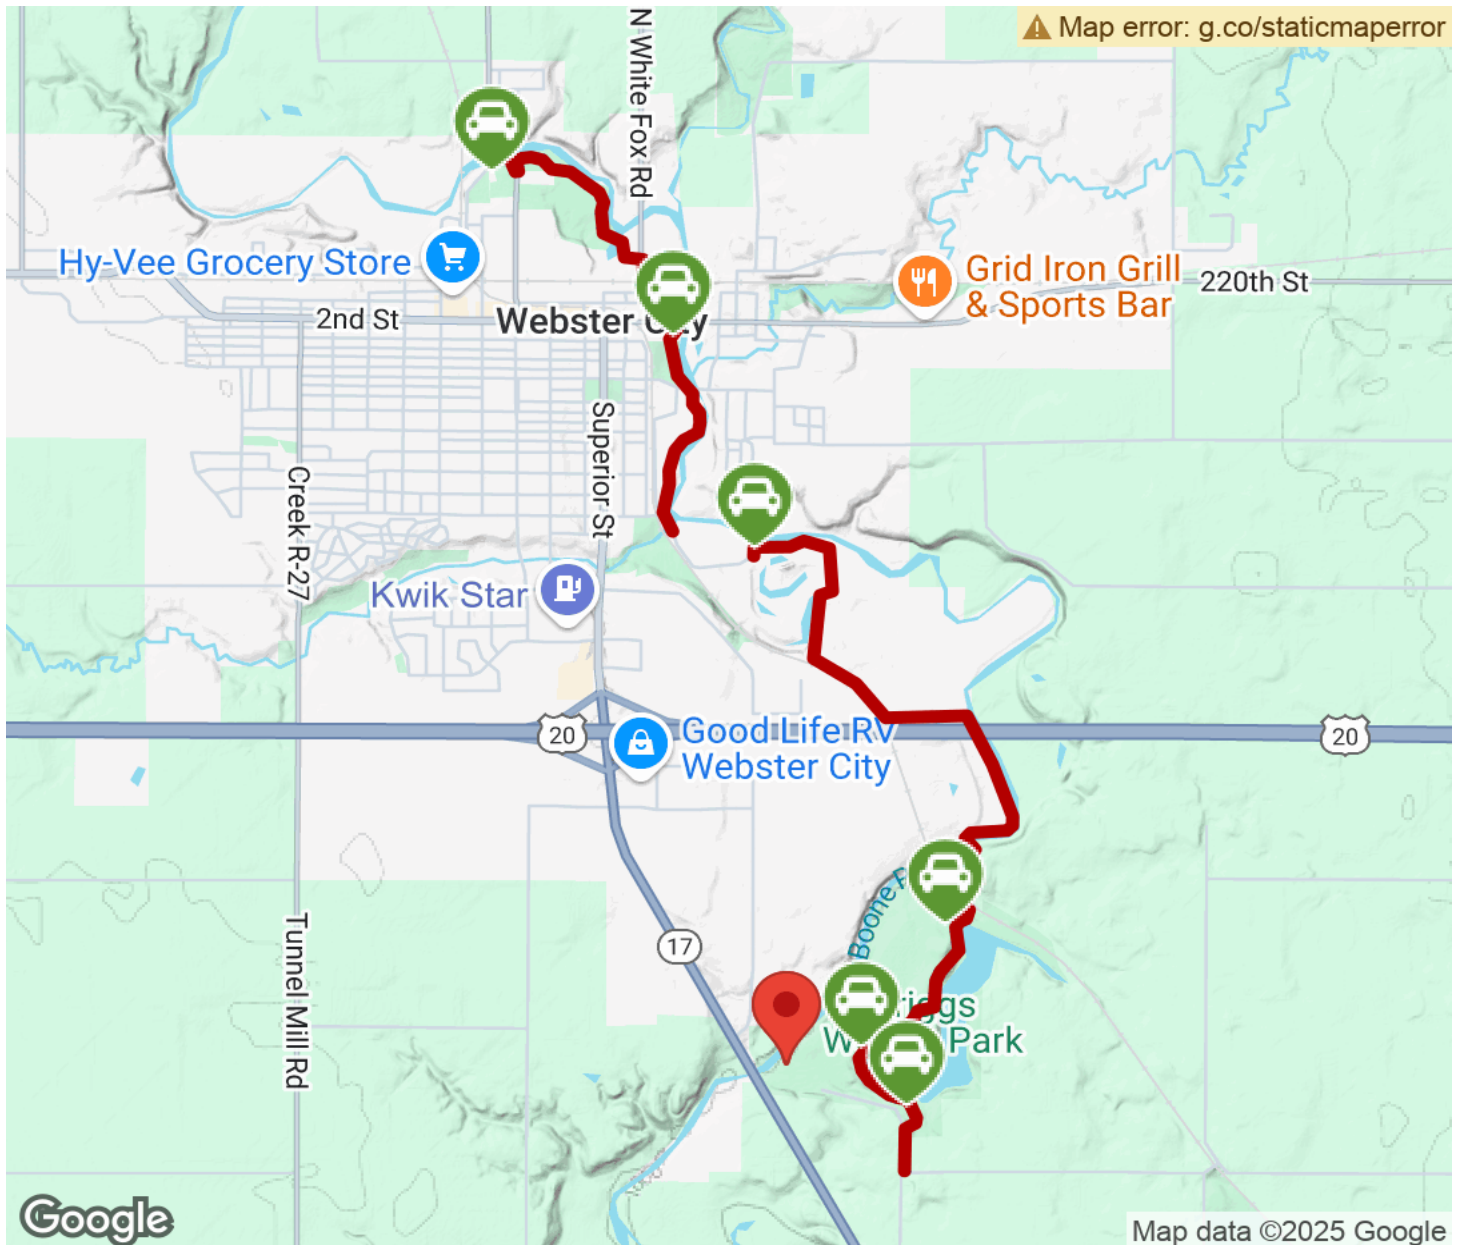 Map error: g.co/staticmaperror
N White Fox Rd
Hy-Vee Grocery Store
Grid Iron Grill
& Sports Bar
220th St
2nd St
Webster City
Superior St
Creek R-27
Kwik Star
20
Good Life RV
Webster City
20
Boone
17
Tunnel Mill Rd
Park
Google
Map data ©2025 Google